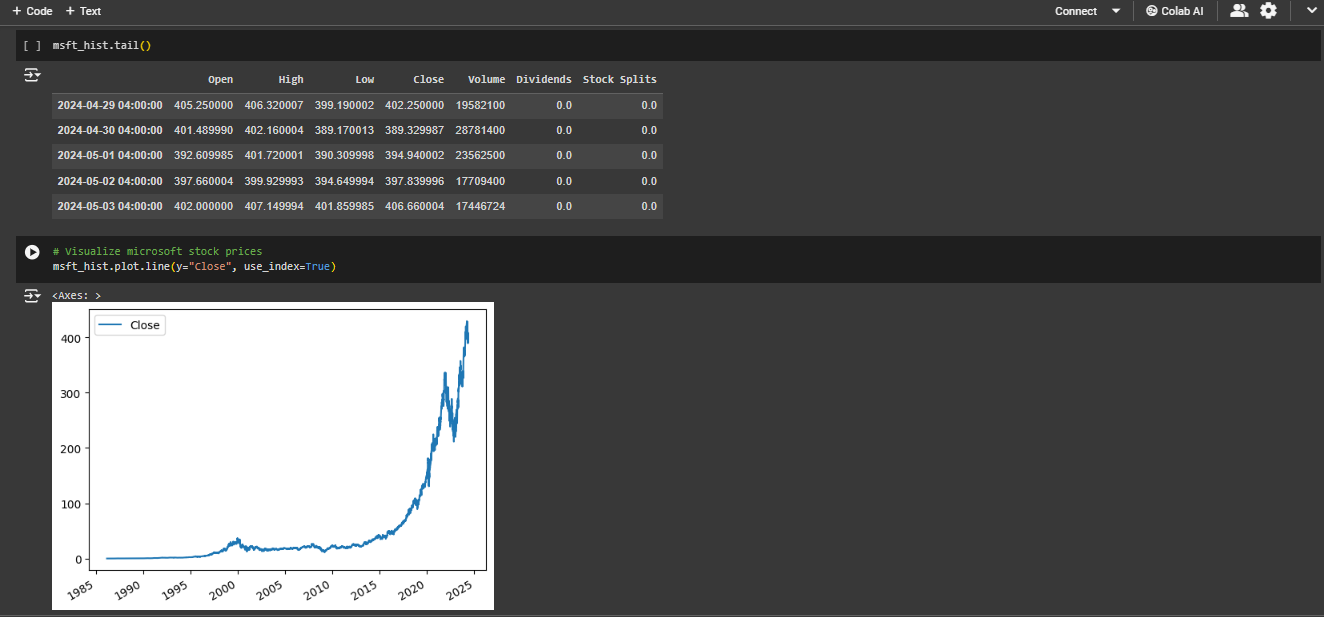 + Code + Text Connect Colab AI
[ ] msft_hist.tail()
Open High Low Close Volume Dividends Stock Splits
2024-04-29 04:00:00 405.250000 406.320007 399.190002 402.250000 19582100 0.0 0.0
2024-04-30 04:00:00 401.489990 402.160004 389.170013 389.329987 28781400 0.0 0.0
2024-05-01 04:00:00 392.609985 401.720001 390.309998 394.940002 23562500 0.0 0.0
2024-05-02 04:00:00 397.660004 399.929993 394.649994 397.839996 17709400 0.0 0.0
2024-05-03 04:00:00 402.000000 407.149994 401.859985 406.660004 17446724 0.0 0.0
# Visualize microsoft stock prices
msft_hist.plot.line(y="Close", use_index=True)
<Axes: >
Close
400
300
200
100
0
1985 1990 1995 2000 2005 2010 2015 2020 2025